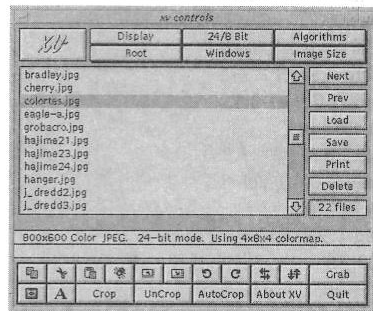 xv controls
XV
Display 24/8 Bit Algorithms
Root Windows Image Size
bradley.jpg
cherry.jpg
colortes.jpg
eagle-a.jpg
grobacro.jpg
hajime21.jpg
hajime23.jpg
hajime24.jpg
hanger.jpg
j_dredd2.jpg
j_dredd3.jpg
Next
Prev
Load
Save
Print
Delete
22 files
800x600 Color JPEG. 24-bit mode. Using 4x8x4 colormap.
Grab
A Crop UnCrop AutoCrop About XV Quit